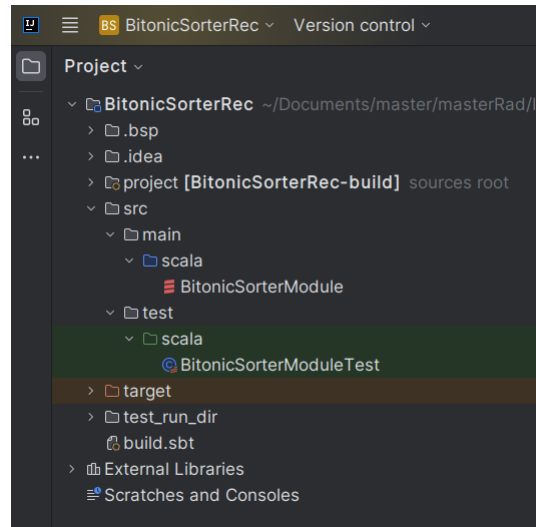 BS BitonicSorterRec Version control
Project
BitonicSorterRec ~/Documents/master/masterRad/
.bsp
.idea
project [BitonicSorterRec-build] sources root
src
main
scala
BitonicSorterModule
test
scala
BitonicSorterModuleTest
target
test_run_dir
build.sbt
External Libraries
Scratches and Consoles